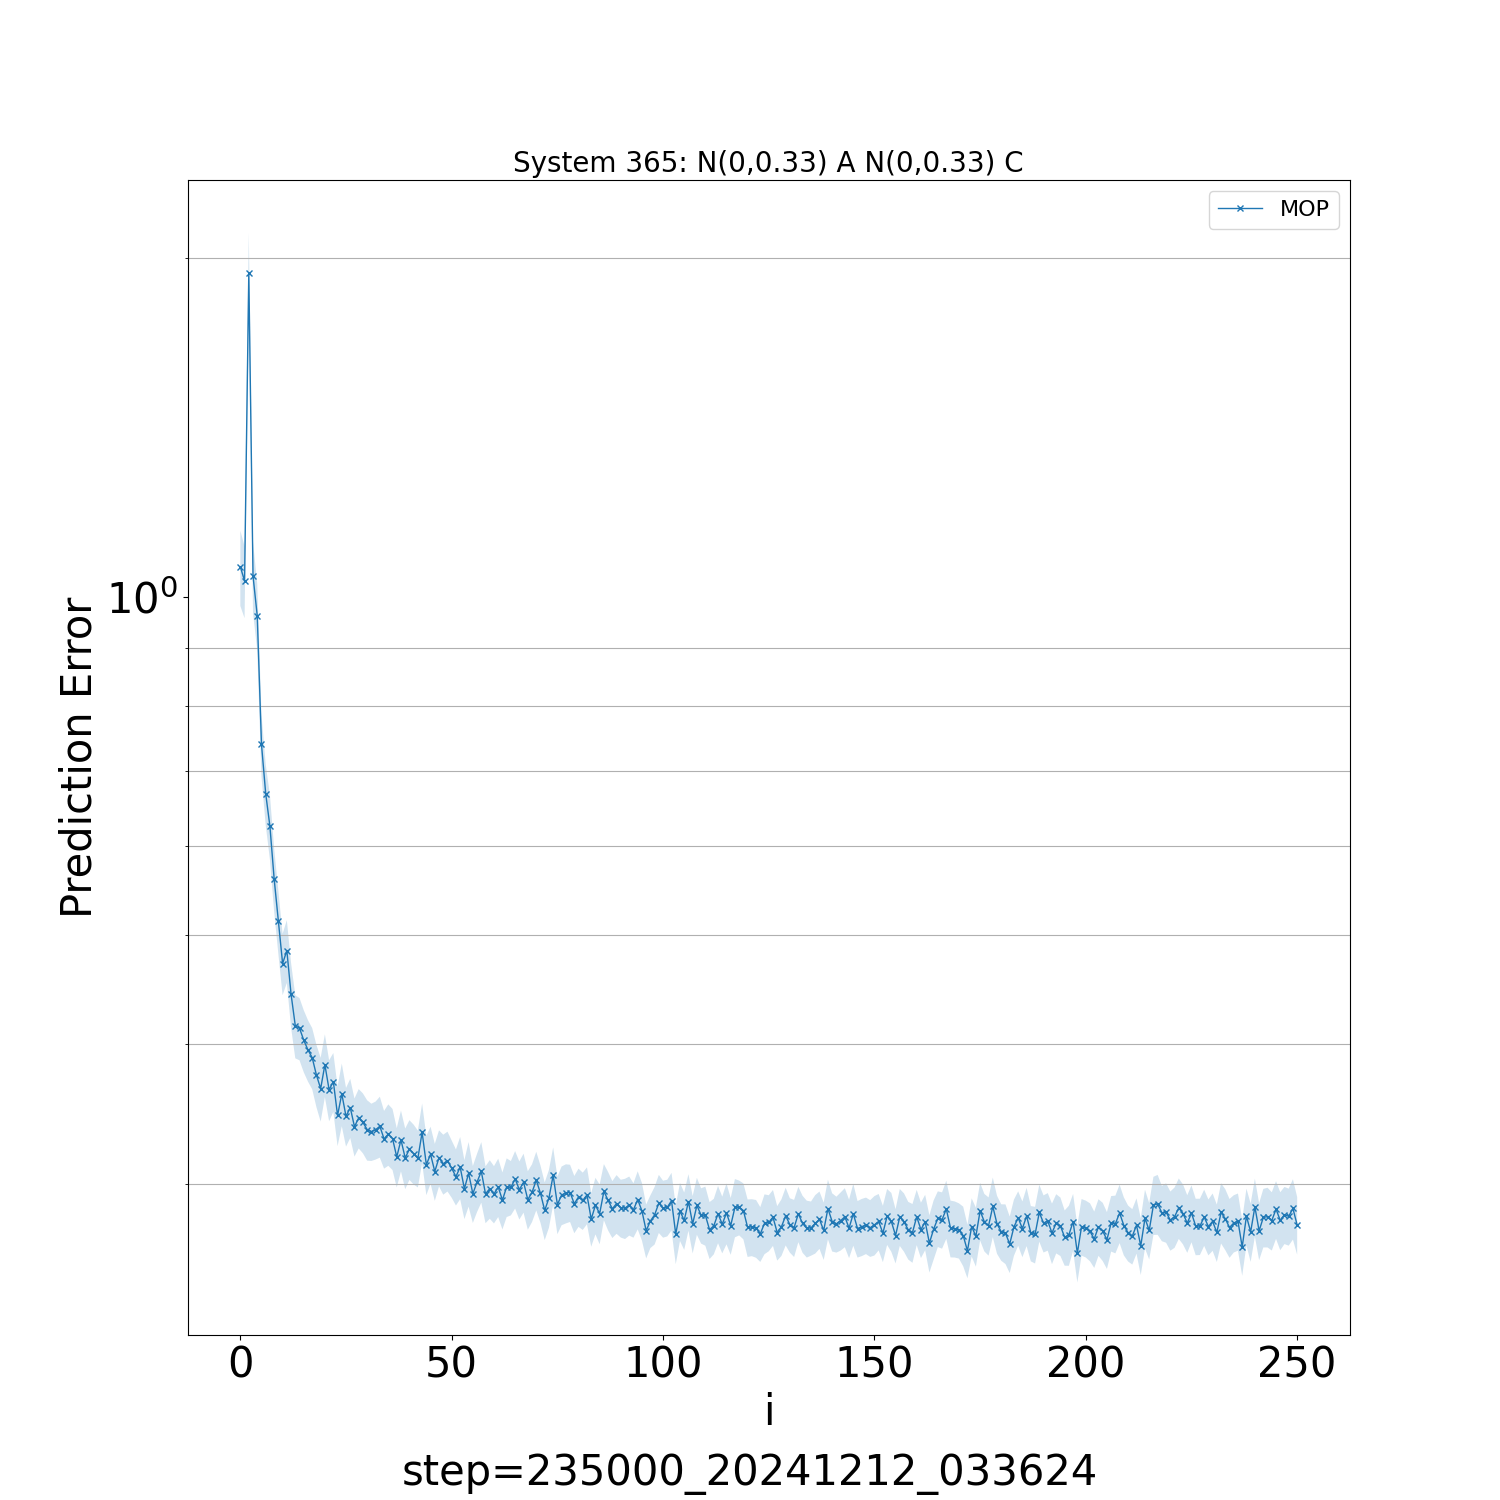 System 365: N(0,0.33) A N(0,0.33) C
MOP
10⁰
Prediction Error
0 50 100 150 200 250
i
step=235000_20241212_033624